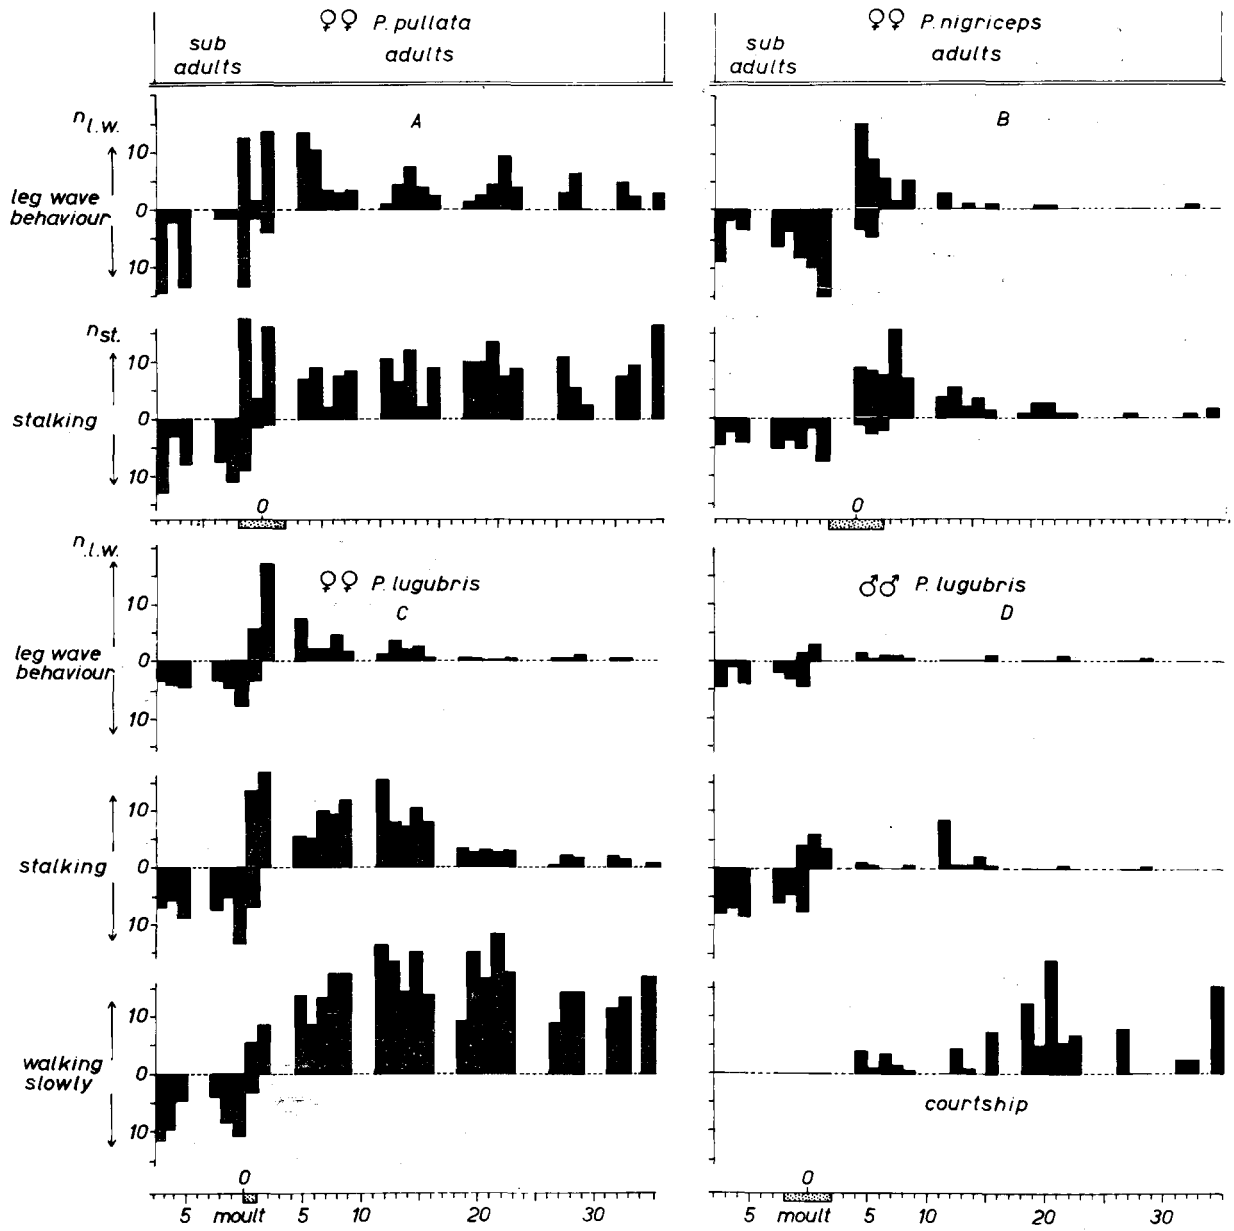 ♀♀ P. pullata
sub adults
adults
♀♀ P. nigriceps
sub adults
adults
n l.w.
A
B
10
leg wave behaviour
0
10
n st.
10
stalking
0
10
0
0
n l.w.
♀♀ P. lugubris
C
♂♂ P. lugubris
D
10
leg wave behaviour
0
10
10
stalking
0
10
10
walking slowly
0
10
courtship
0
0
5 moult 5 10 20 30
5 moult 5 10 20 30